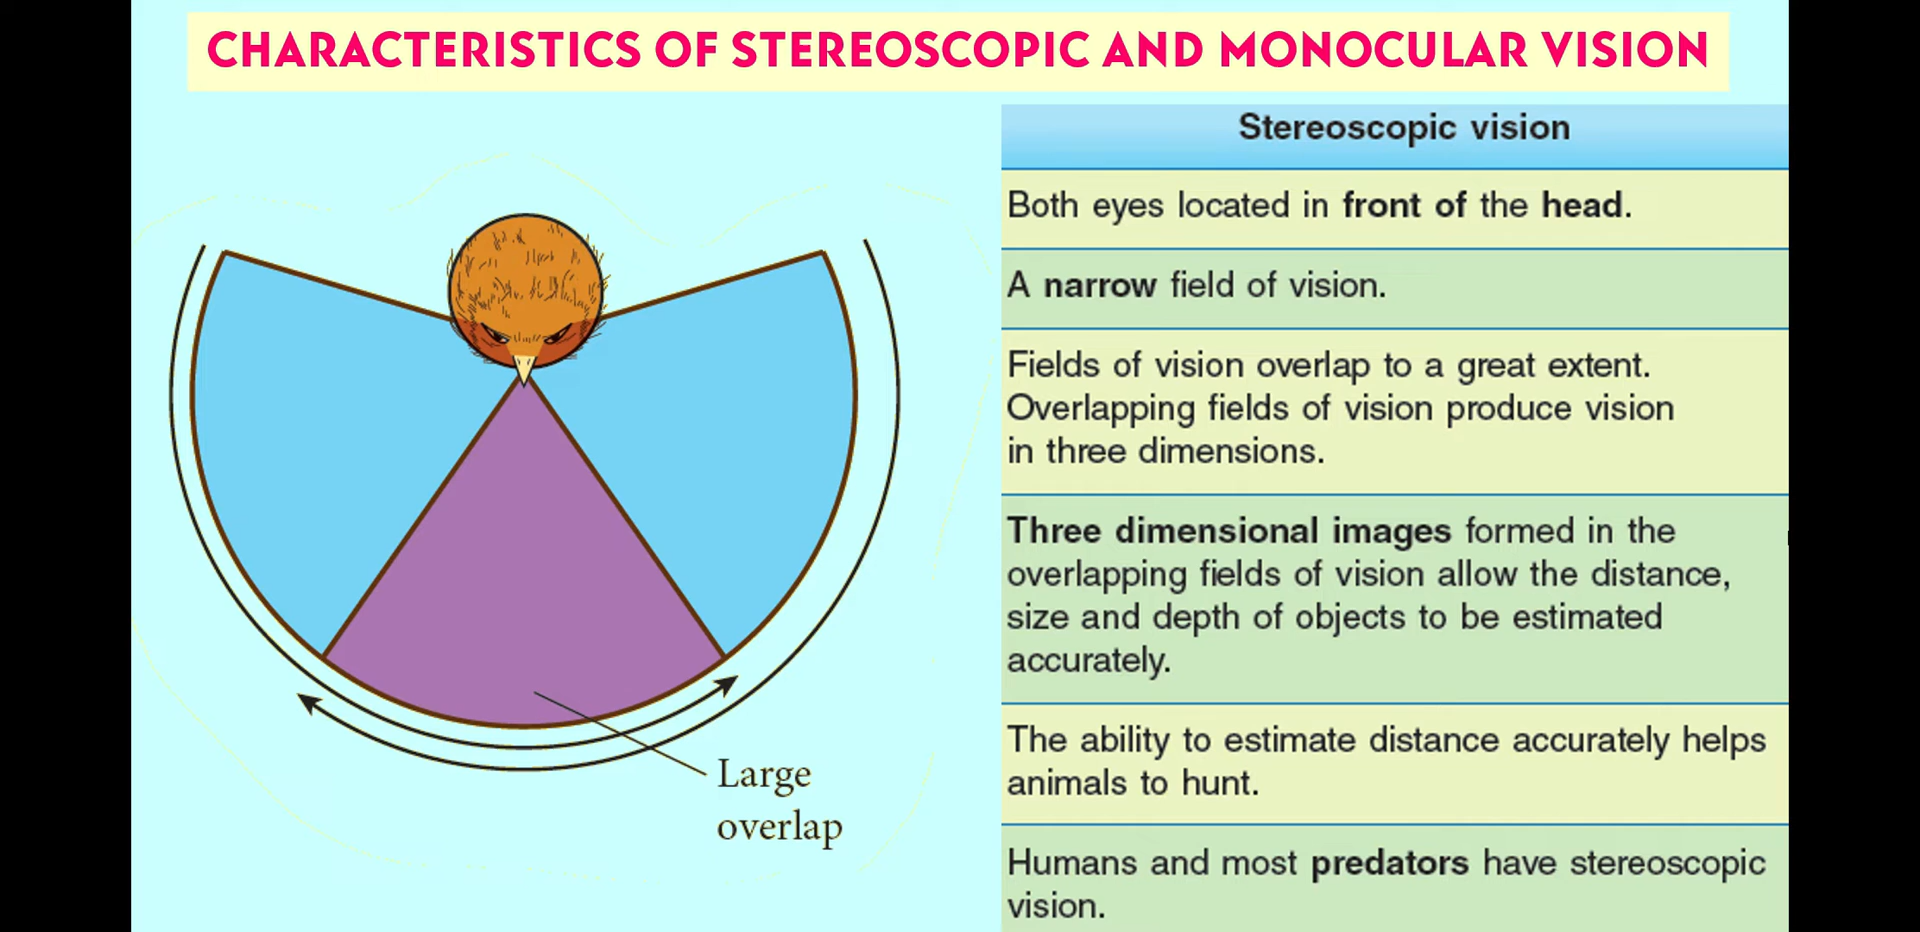 CHARACTERISTICS OF STEREOSCOPIC AND MONOCULAR VISION
Stereoscopic vision
Both eyes located in front of the head.
A narrow field of vision.
Fields of vision overlap to a great extent.
Overlapping fields of vision produce vision
in three dimensions.
Three dimensional images formed in the
overlapping fields of vision allow the distance,
size and depth of objects to be estimated
accurately.
The ability to estimate distance accurately helps
animals to hunt.
Humans and most predators have stereoscopic
vision.
Large
overlap